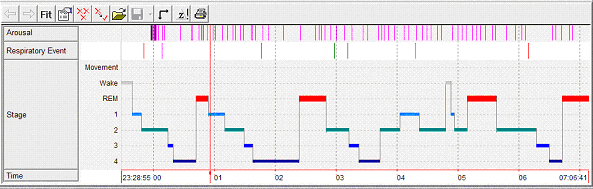 Fit
z!
Arousal
Respiratory Event
Movement
Wake
REM
Stage
1
2
3
4
Time 23:28:55 00 01 02 03 04 05 06 07:06:41